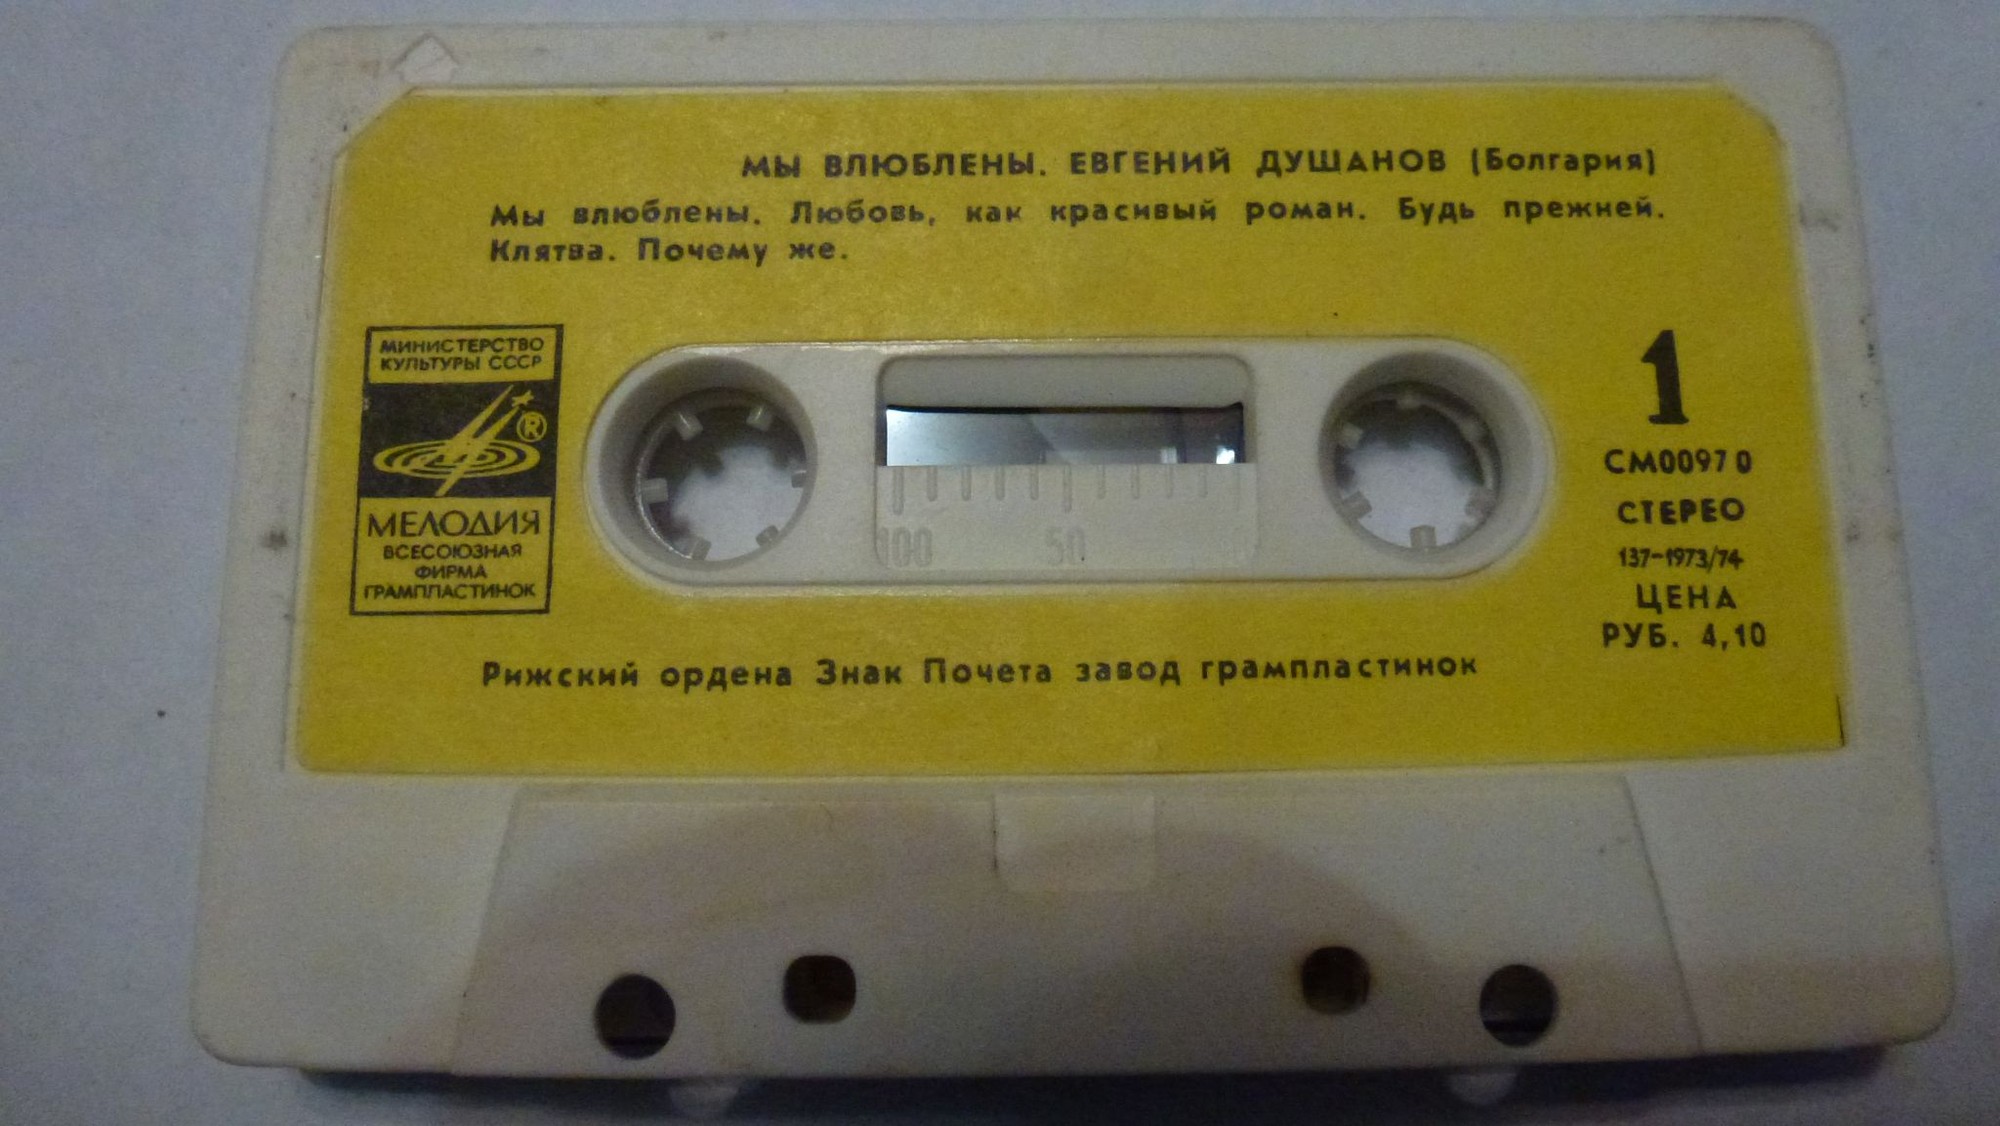 МЫ ВЛЮБЛЕНЫ. ЕВГЕНИЙ ДУШАНОВ (Болгария)
Мы влюблены. Любовь, как красивый роман. Будь прежней.
Клятва. Почему же.
МИНИСТЕРСТВО
КУЛЬТУРЫ СССР
®
МЕЛОДИЯ
ВСЕСОЮЗНАЯ
ФИРМА
ГРАМПЛАСТИНОК
100 50
1
СМ00970
СТЕРЕО
137-1973/74
ЦЕНА
РУБ. 4,10
Рижский ордена Знак Почета завод грампластинок